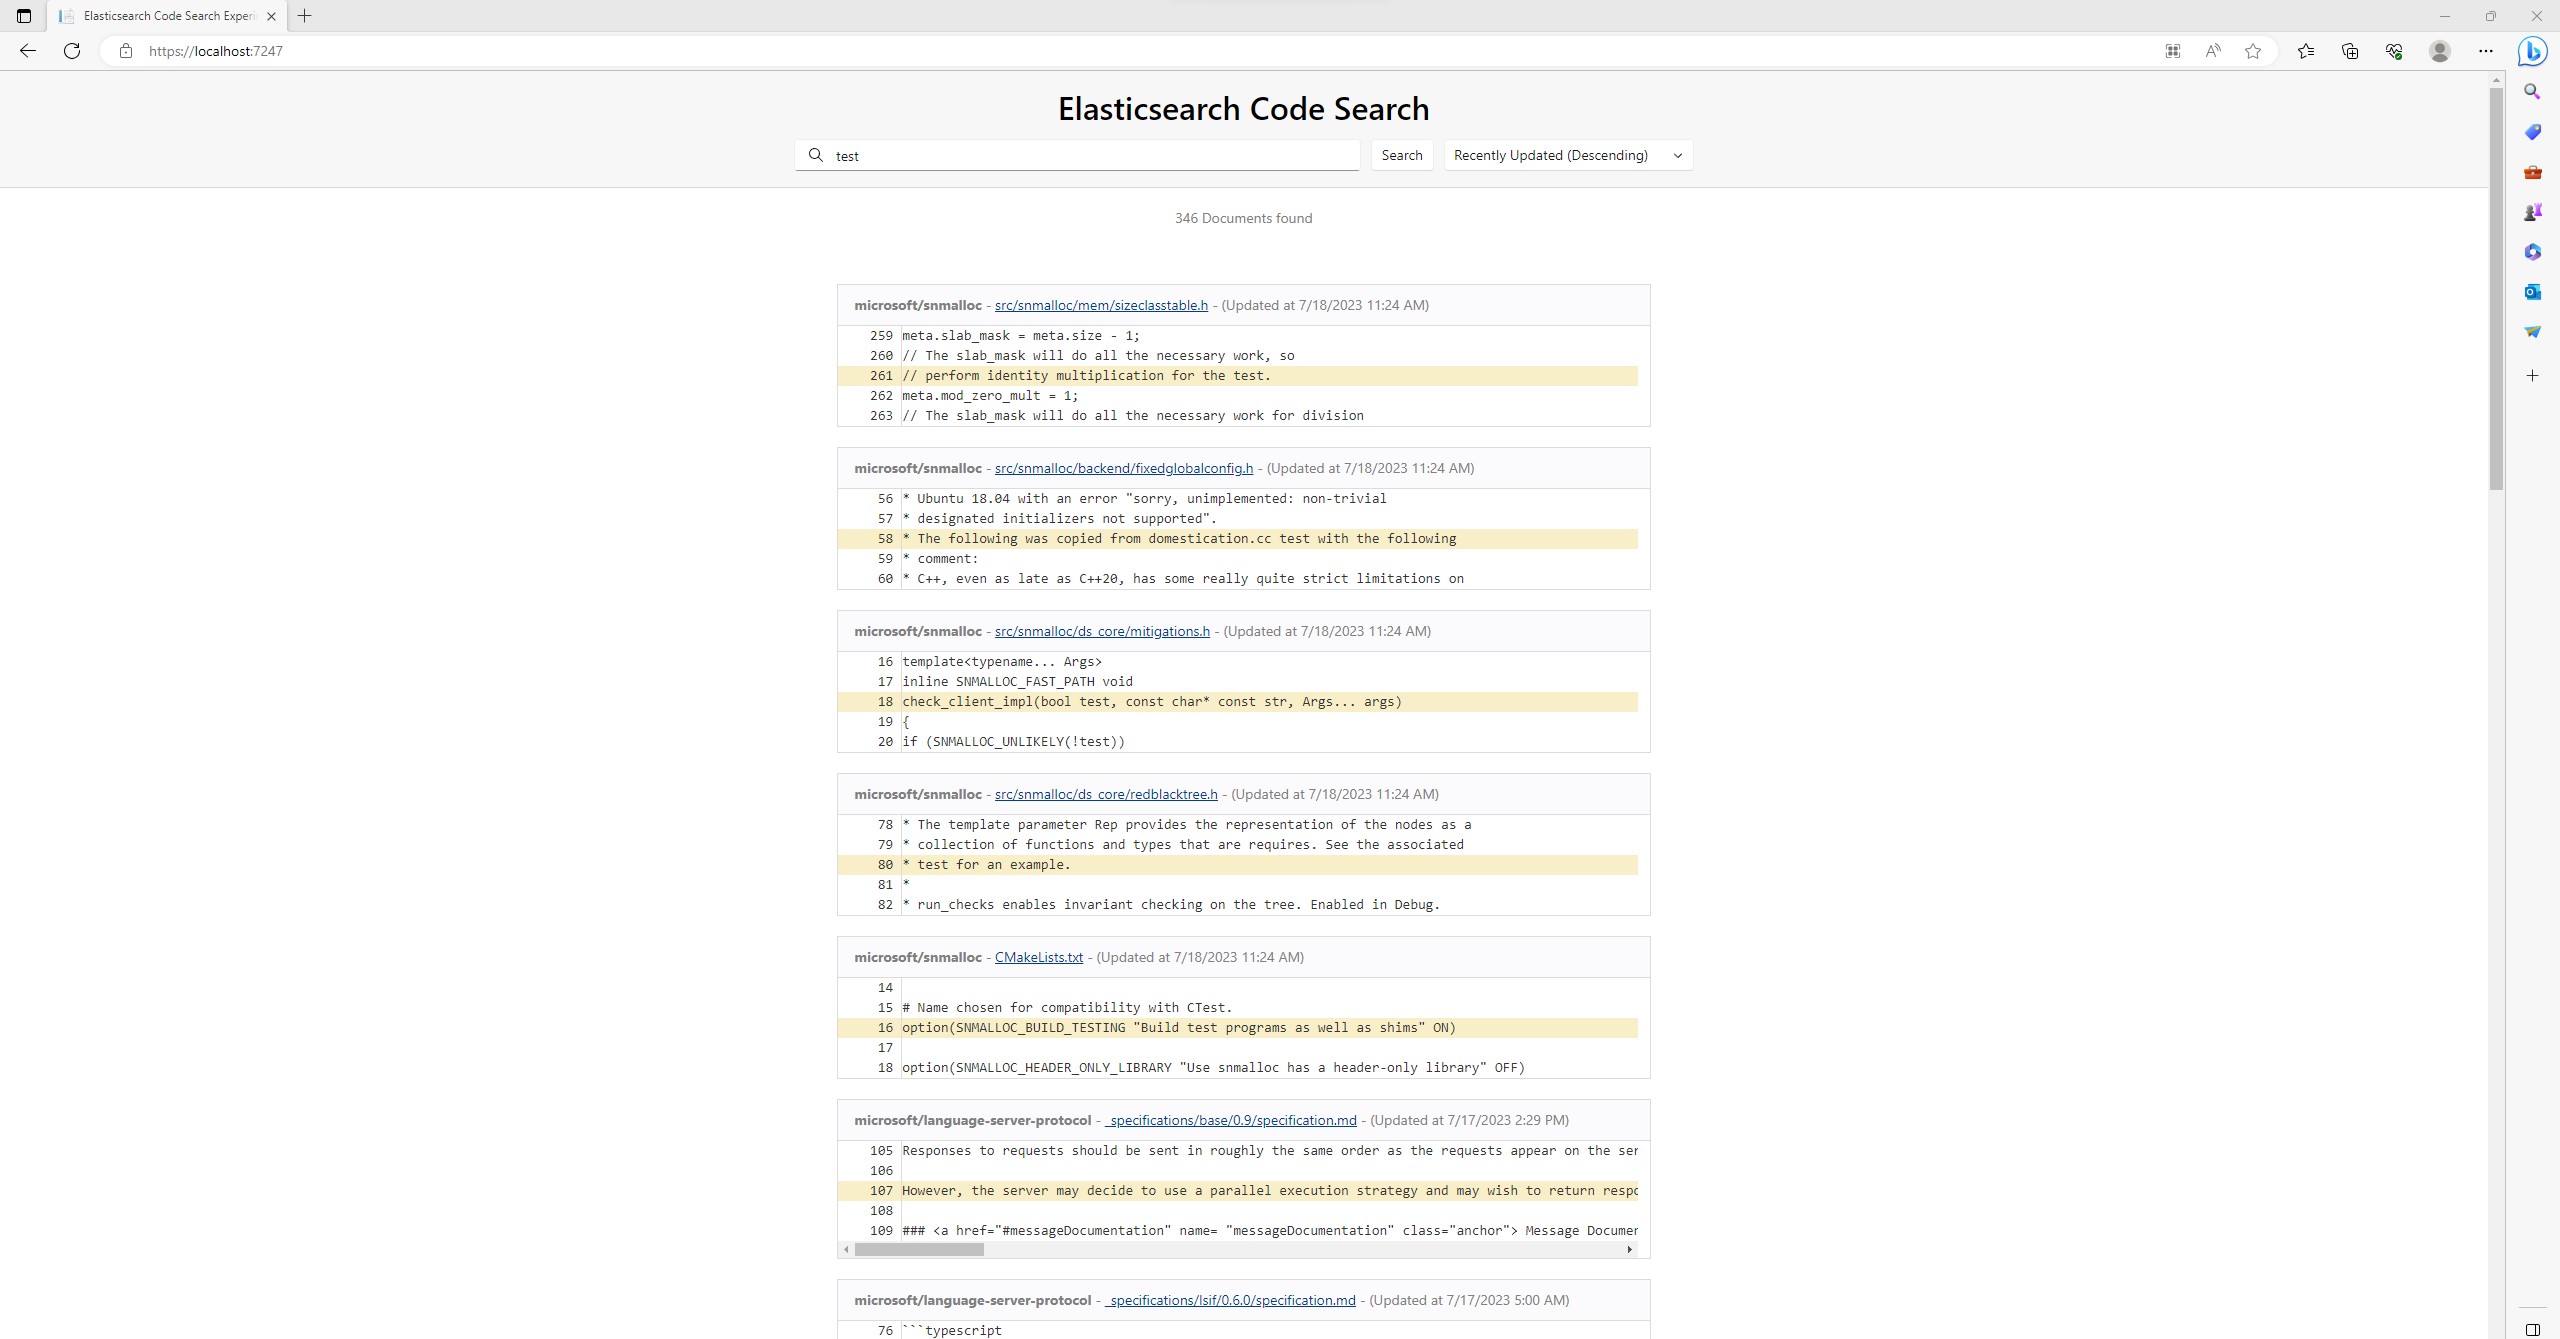 Elasticsearch Code Search Experi
https://localhost:7247
Elasticsearch Code Search
test
Search
Recently Updated (Descending)
346 Documents found
microsoft/snmalloc - src/snmalloc/mem/sizeclasstable.h - (Updated at 7/18/2023 11:24 AM)
259 meta.slab_mask = meta.size - 1;
260 // The slab_mask will do all the necessary work, so
261 // perform identity multiplication for the test.
262 meta.mod_zero_mult = 1;
263 // The slab_mask will do all the necessary work for division
microsoft/snmalloc - src/snmalloc/backend/fixedglobalconfig.h - (Updated at 7/18/2023 11:24 AM)
56 * Ubuntu 18.04 with an error "sorry, unimplemented: non-trivial
57 * designated initializers not supported".
58 * The following was copied from domestication.cc test with the following
59 * comment:
60 * C++, even as late as C++20, has some really quite strict limitations on
microsoft/snmalloc - src/snmalloc/ds_core/mitigations.h - (Updated at 7/18/2023 11:24 AM)
16 template<typename... Args>
17 inline SNMALLOC_FAST_PATH void
18 check_client_impl(bool test, const char* const str, Args... args)
19 {
20 if (SNMALLOC_UNLIKELY(!test))
microsoft/snmalloc - src/snmalloc/ds_core/redblacktree.h - (Updated at 7/18/2023 11:24 AM)
78 * The template parameter Rep provides the representation of the nodes as a
79 * collection of functions and types that are requires. See the associated
80 * test for an example.
81 *
82 * run_checks enables invariant checking on the tree. Enabled in Debug.
microsoft/snmalloc - CMakeLists.txt - (Updated at 7/18/2023 11:24 AM)
14
15 # Name chosen for compatibility with CTest.
16 option(SNMALLOC_BUILD_TESTING "Build test programs as well as shims" ON)
17
18 option(SNMALLOC_HEADER_ONLY_LIBRARY "Use snmalloc has a header-only library" OFF)
microsoft/language-server-protocol - _specifications/base/0.9/specification.md - (Updated at 7/17/2023 2:29 PM)
105 Responses to requests should be sent in roughly the same order as the requests appear on the ser
106
107 However, the server may decide to use a parallel execution strategy and may wish to return respo
108
109 ### <a href="#messageDocumentation" name= "messageDocumentation" class="anchor"> Message Documen
microsoft/language-server-protocol - _specifications/lsif/0.6.0/specification.md - (Updated at 7/17/2023 5:00 AM)
76 ```typescript